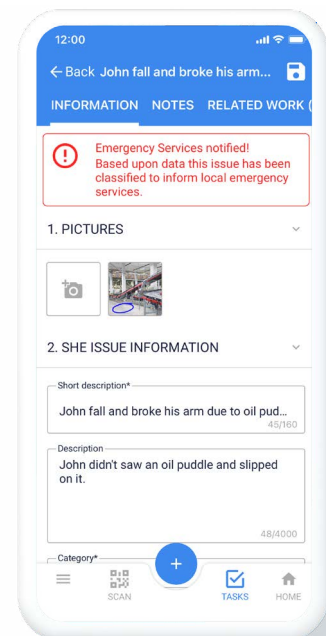 12:00
Back John fall and broke his arm...
INFORMATION NOTES RELATED WORK (
Emergency Services notified!
Based upon data this issue has been
classified to inform local emergency
services.
1. PICTURES
2. SHE ISSUE INFORMATION
Short description*
John fall and broke his arm due to oil pud...
45/160
Description
John didn't saw an oil puddle and slipped
on it.
48/4000
Category*
SCAN TASKS HOME